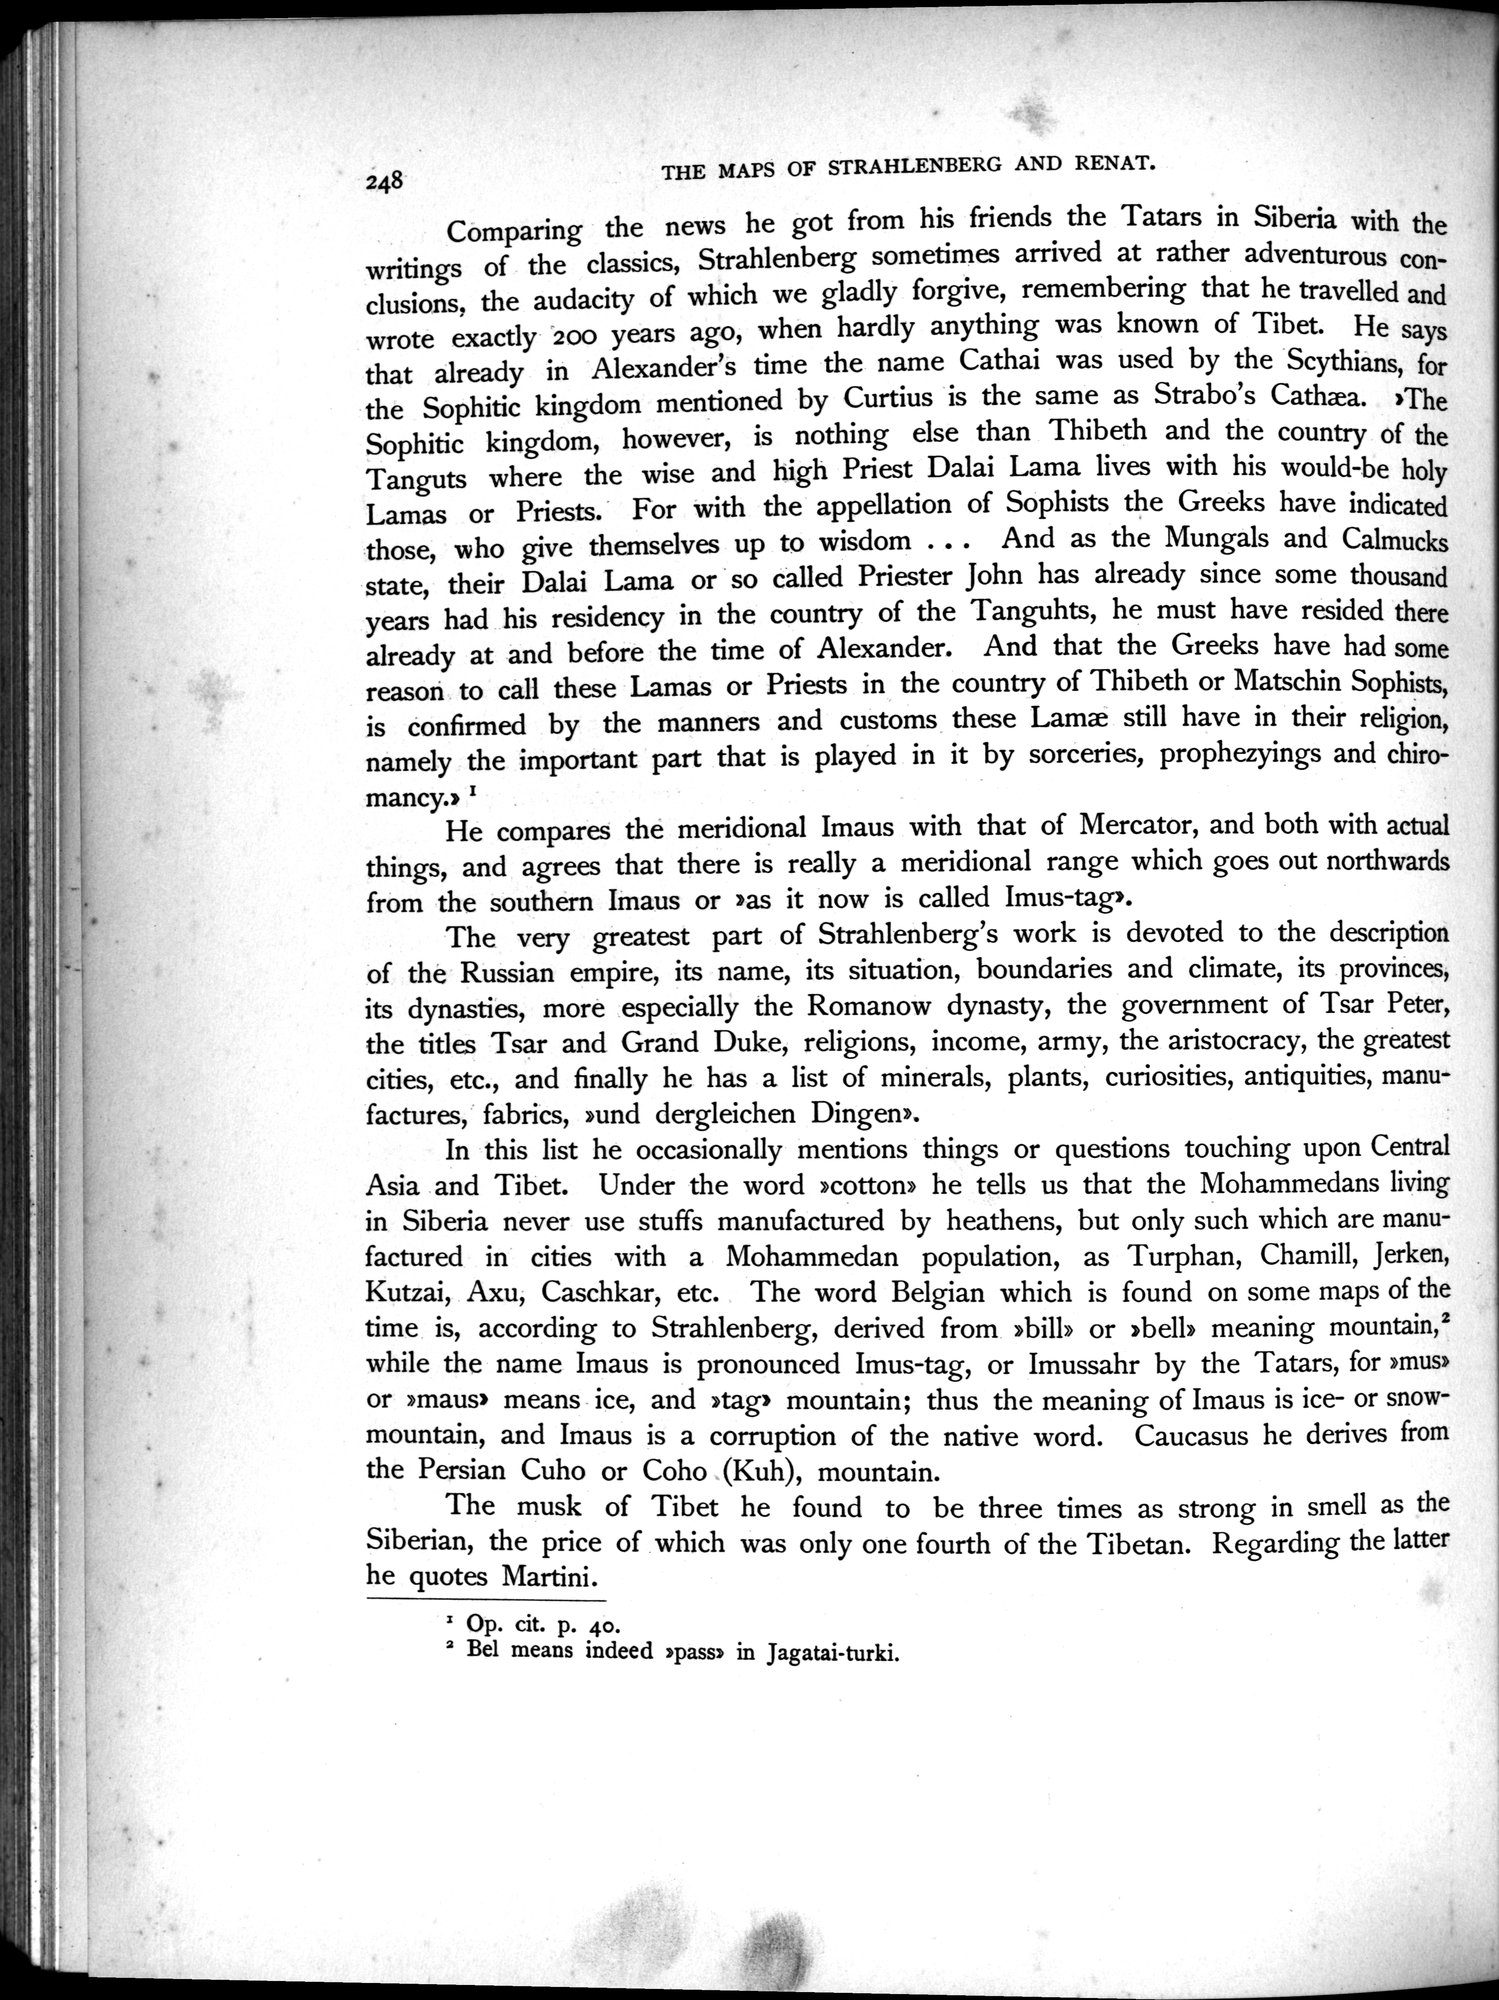 248
THE MAPS OF STRAHLENBERG AND RENAT.
Comparing the news he got from his friends the Tatars in Siberia with the
writings of the classics, Strahlenberg sometimes arrived at rather adventurous con-
clusions, the audacity of which we gladly forgive, remembering that he travelled and
wrote exactly 200 years ago, when hardly anything was known of Tibet. He says
that already in Alexander's time the name Cathai was used by the Scythians, for
the Sophitic kingdom mentioned by Curtius is the same as Strabo's Cathæa. »The
Sophitic kingdom, however, is nothing else than Thibeth and the country of the
Tanguts where the wise and high Priest Dalai Lama lives with his would-be holy
Lamas or Priests. For with the appellation of Sophists the Greeks have indicated
those, who give themselves up to wisdom . . . And as the Mungals and Calmucks
state, their Dalai Lama or so called Priester John has already since some thousand
years had his residency in the country of the Tanguhts, he must have resided there
already at and before the time of Alexander. And that the Greeks have had some
reason to call these Lamas or Priests in the country of Thibeth or Matschin Sophists,
is confirmed by the manners and customs these Lamæ still have in their religion,
namely the important part that is played in it by sorceries, prophezyings and chiro-
mancy.» ¹
He compares the meridional Imaus with that of Mercator, and both with actual
things, and agrees that there is really a meridional range which goes out northwards
from the southern Imaus or »as it now is called Imus-tag».
The very greatest part of Strahlenberg's work is devoted to the description
of the Russian empire, its name, its situation, boundaries and climate, its provinces,
its dynasties, more especially the Romanow dynasty, the government of Tsar Peter,
the titles Tsar and Grand Duke, religions, income, army, the aristocracy, the greatest
cities, etc., and finally he has a list of minerals, plants, curiosities, antiquities, manu-
factures, fabrics, »und dergleichen Dingen».
In this list he occasionally mentions things or questions touching upon Central
Asia and Tibet. Under the word »cotton» he tells us that the Mohammedans living
in Siberia never use stuffs manufactured by heathens, but only such which are manu-
factured in cities with a Mohammedan population, as Turphan, Chamill, Jerken,
Kutzai, Axu, Caschkar, etc. The word Belgian which is found on some maps of the
time is, according to Strahlenberg, derived from »bill» or »bell» meaning mountain,²
while the name Imaus is pronounced Imus-tag, or Imussahr by the Tatars, for »mus»
or »maus» means ice, and »tag» mountain; thus the meaning of Imaus is ice- or snow-
mountain, and Imaus is a corruption of the native word. Caucasus he derives from
the Persian Cuho or Coho (Kuh), mountain.
The musk of Tibet he found to be three times as strong in smell as the
Siberian, the price of which was only one fourth of the Tibetan. Regarding the latter
he quotes Martini.
¹ Op. cit. p. 40.
² Bel means indeed »pass» in Jagatai-turki.